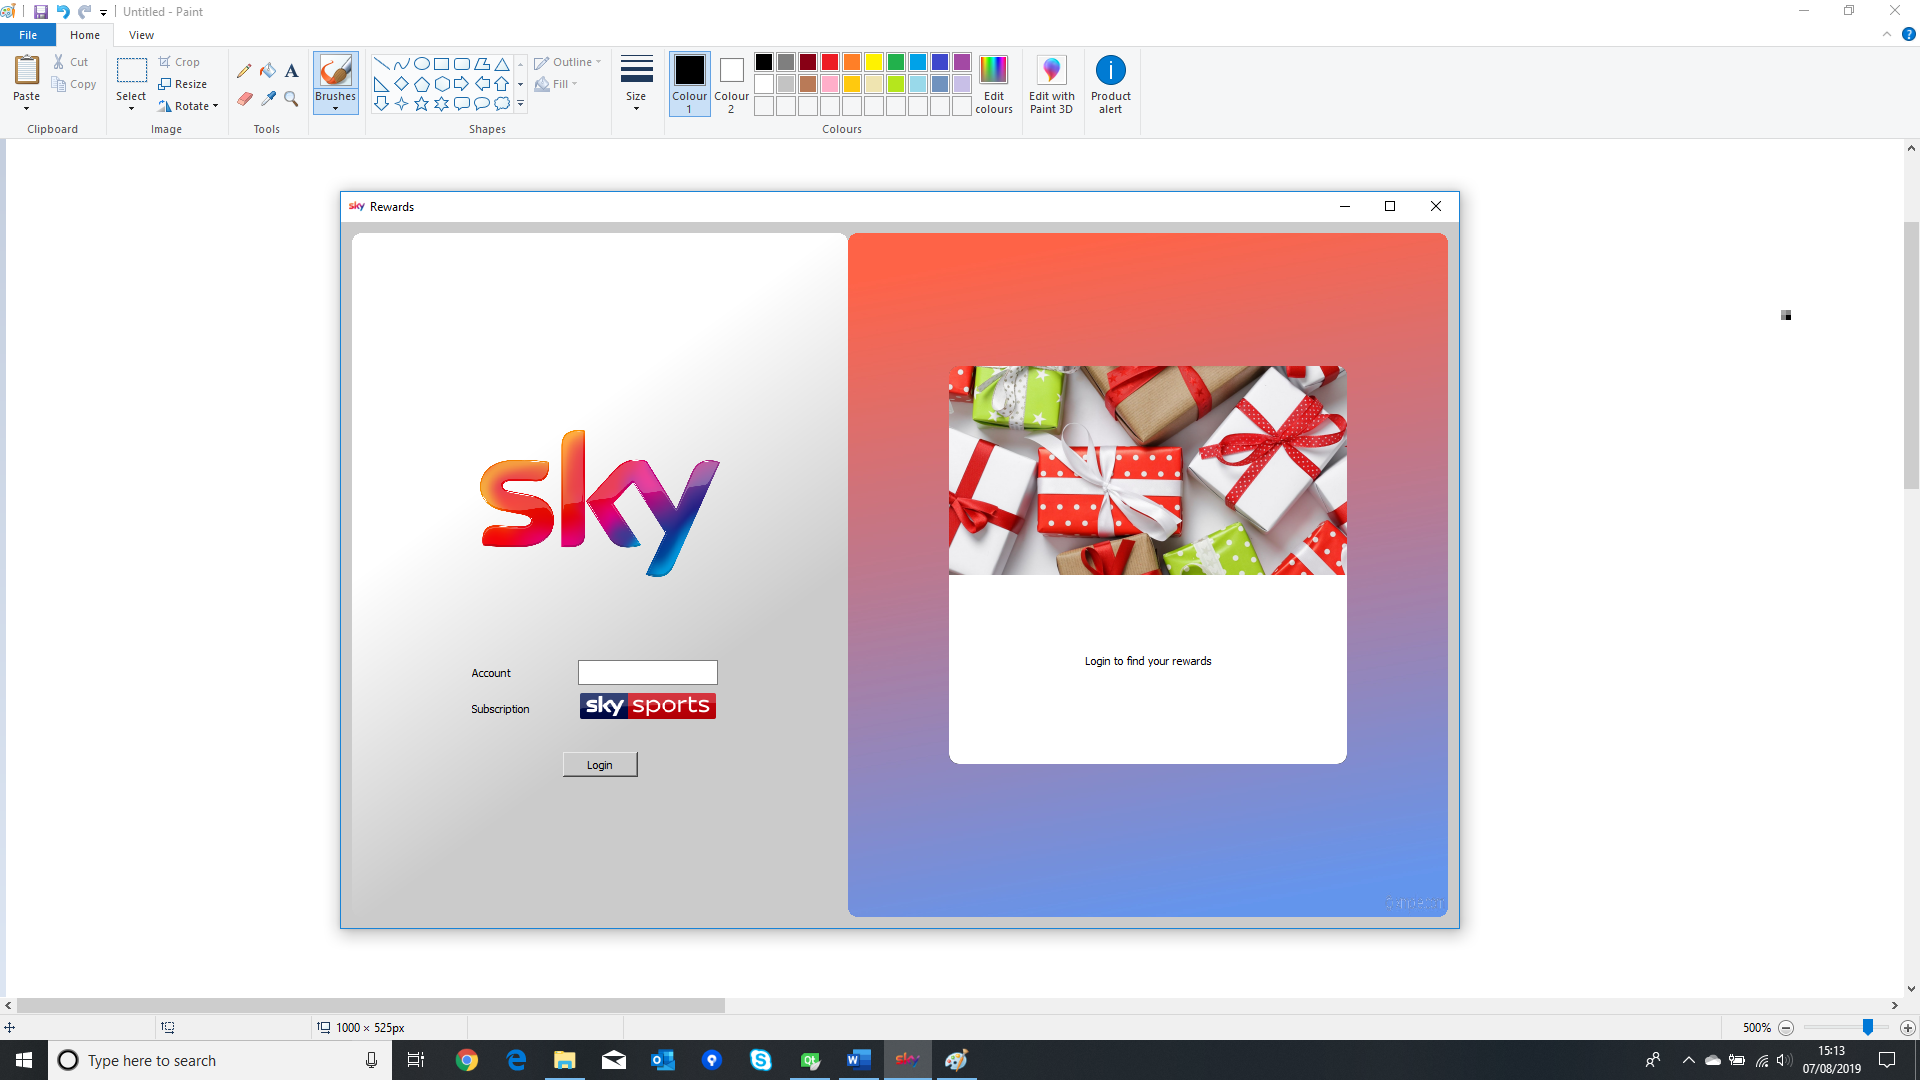 Untitled - Paint
File
Home
View
Paste
Cut
Copy
Clipboard
Select
Crop
Resize
Rotate
Image
A
Tools
Brushes
Shapes
Outline
Fill
Size
Colour
1
Colour
2
Colours
Edit
colours
Edit with
Paint 3D
Product
alert
sky Rewards
sky
Account
Subscription
sky sports
Login
Login to find your rewards
1000 × 525px
500%
Type here to search
15:13
07/08/2019